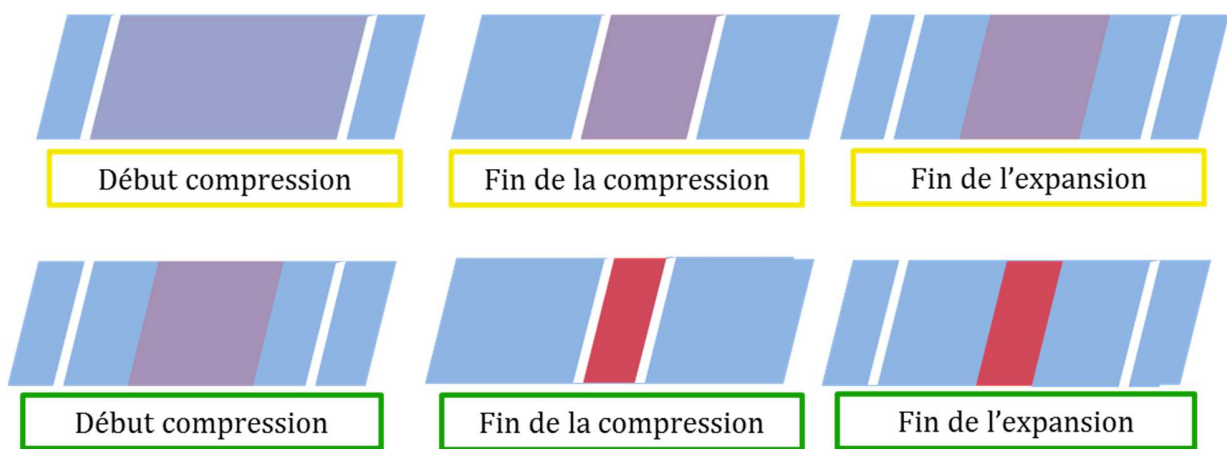 Début compression
Fin de la compression
Fin de l’expansion
Début compression
Fin de la compression
Fin de l’expansion